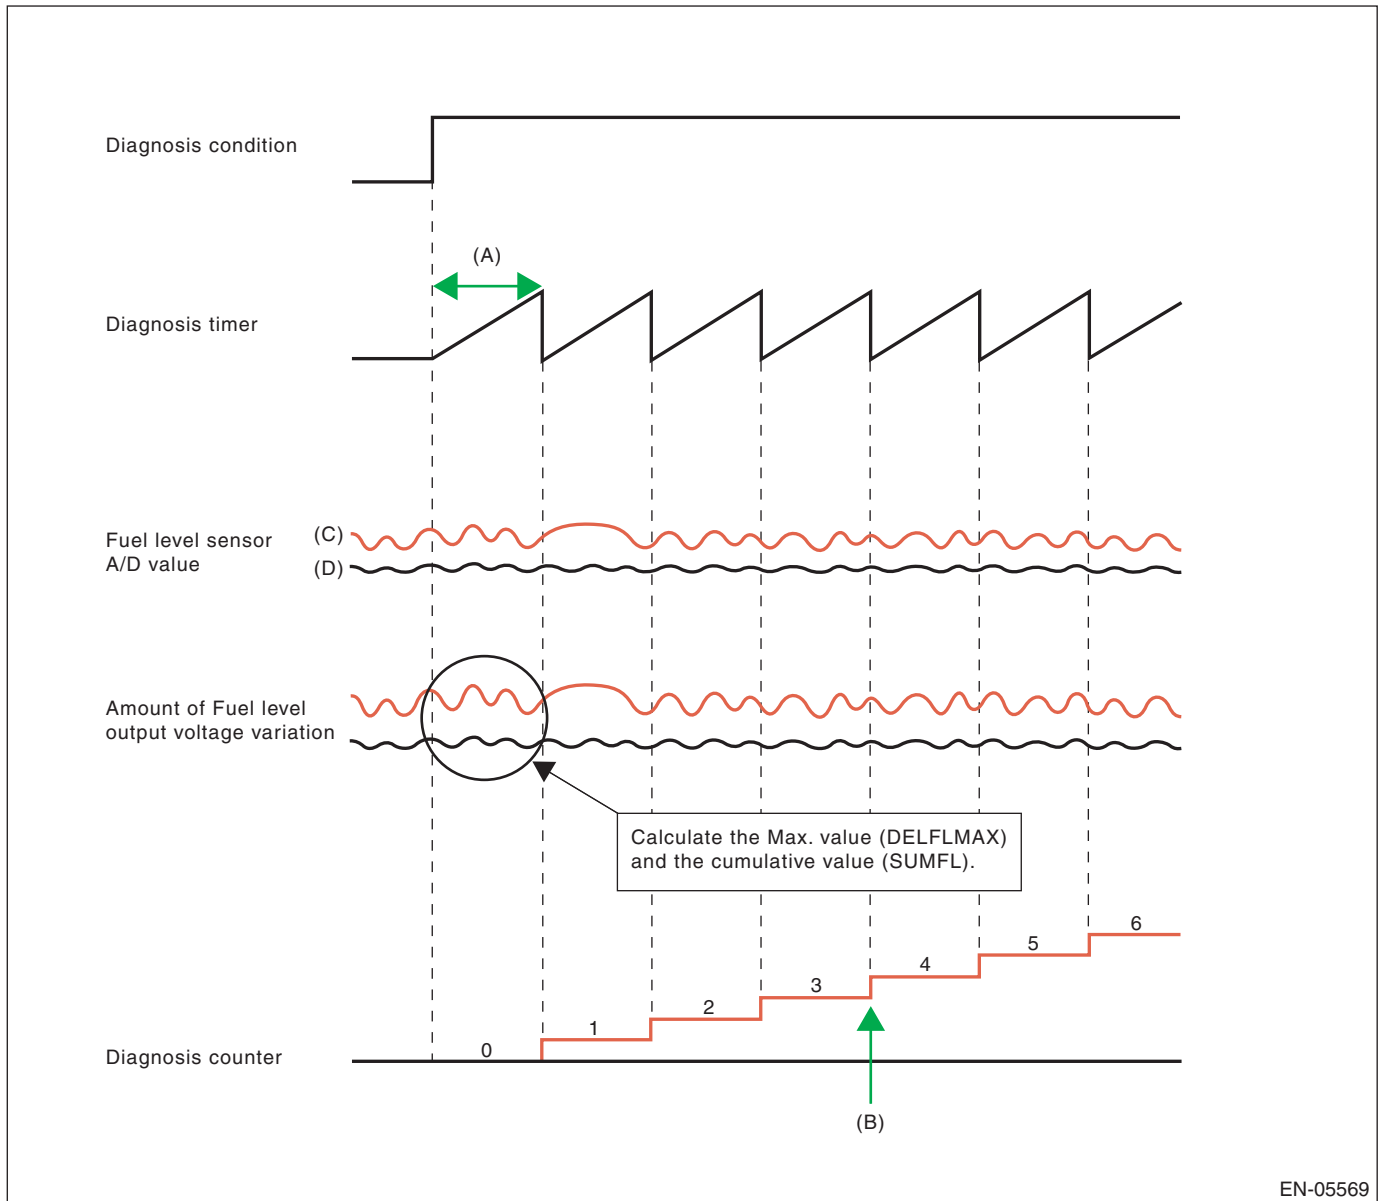 Diagnosis condition
(A)
Diagnosis timer
Fuel level sensor
A/D value
(C)
(D)
Amount of Fuel level
output voltage variation
Calculate the Max. value (DELFLMAX)
and the cumulative value (SUMFL).
Diagnosis counter
0
1
2
3
4
5
6
(B)
EN-05569